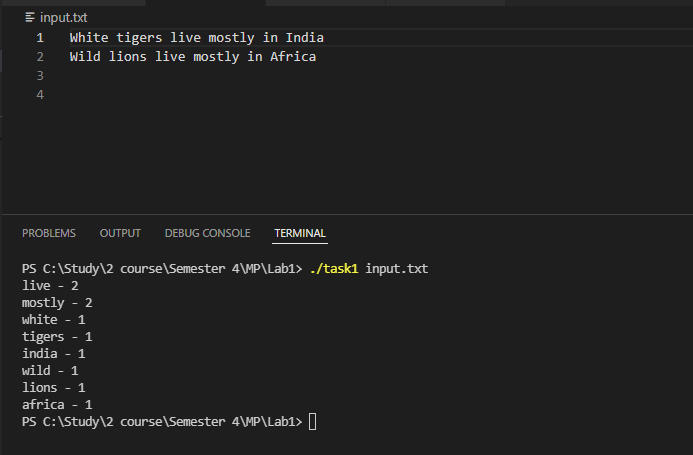 input.txt
1 White tigers live mostly in India
2 Wild lions live mostly in Africa
3
4
PROBLEMS OUTPUT DEBUG CONSOLE TERMINAL
PS C:\Study\2 course\Semester 4\MP\Lab1> ./task1 input.txt
live - 2
mostly - 2
white - 1
tigers - 1
india - 1
wild - 1
lions - 1
africa - 1
PS C:\Study\2 course\Semester 4\MP\Lab1>